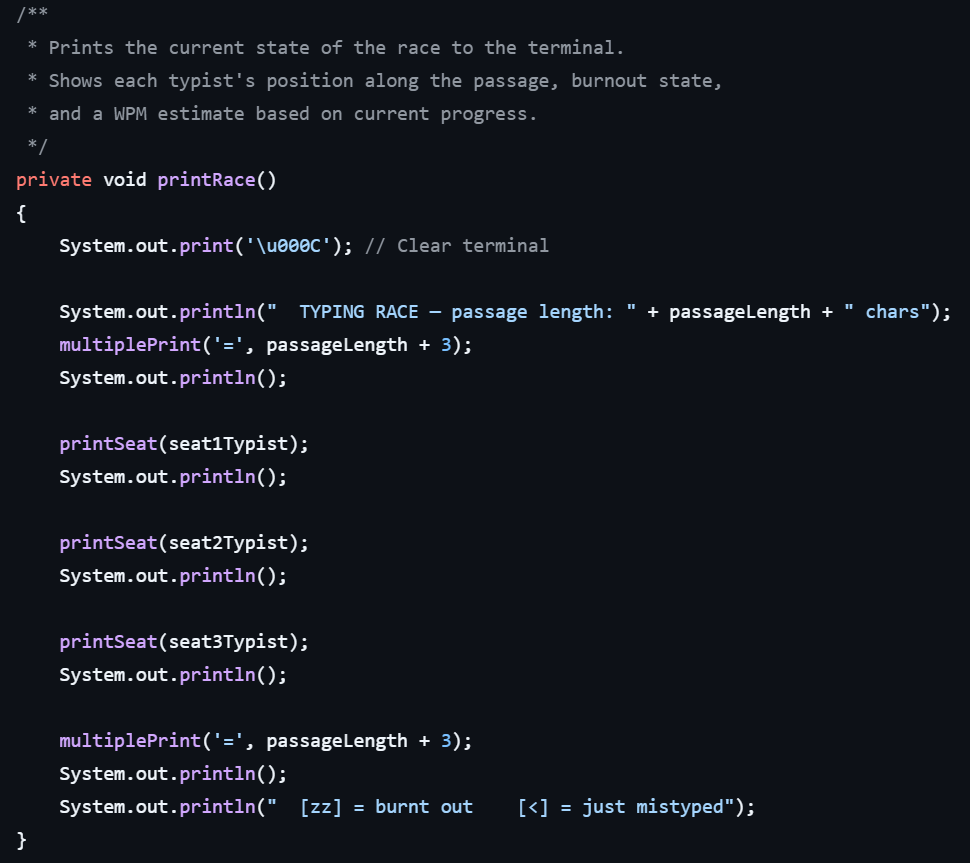 /**
 * Prints the current state of the race to the terminal.
 * Shows each typist's position along the passage, burnout state,
 * and a WPM estimate based on current progress.
 */
private void printRace()
{
    System.out.print('\u000C'); // Clear terminal

    System.out.println("  TYPING RACE — passage length: " + passageLength + " chars");
    multiplePrint('=', passageLength + 3);
    System.out.println();

    printSeat(seat1Typist);
    System.out.println();

    printSeat(seat2Typist);
    System.out.println();

    printSeat(seat3Typist);
    System.out.println();

    multiplePrint('=', passageLength + 3);
    System.out.println();
    System.out.println("  [zz] = burnt out    [<] = just mistyped");
}